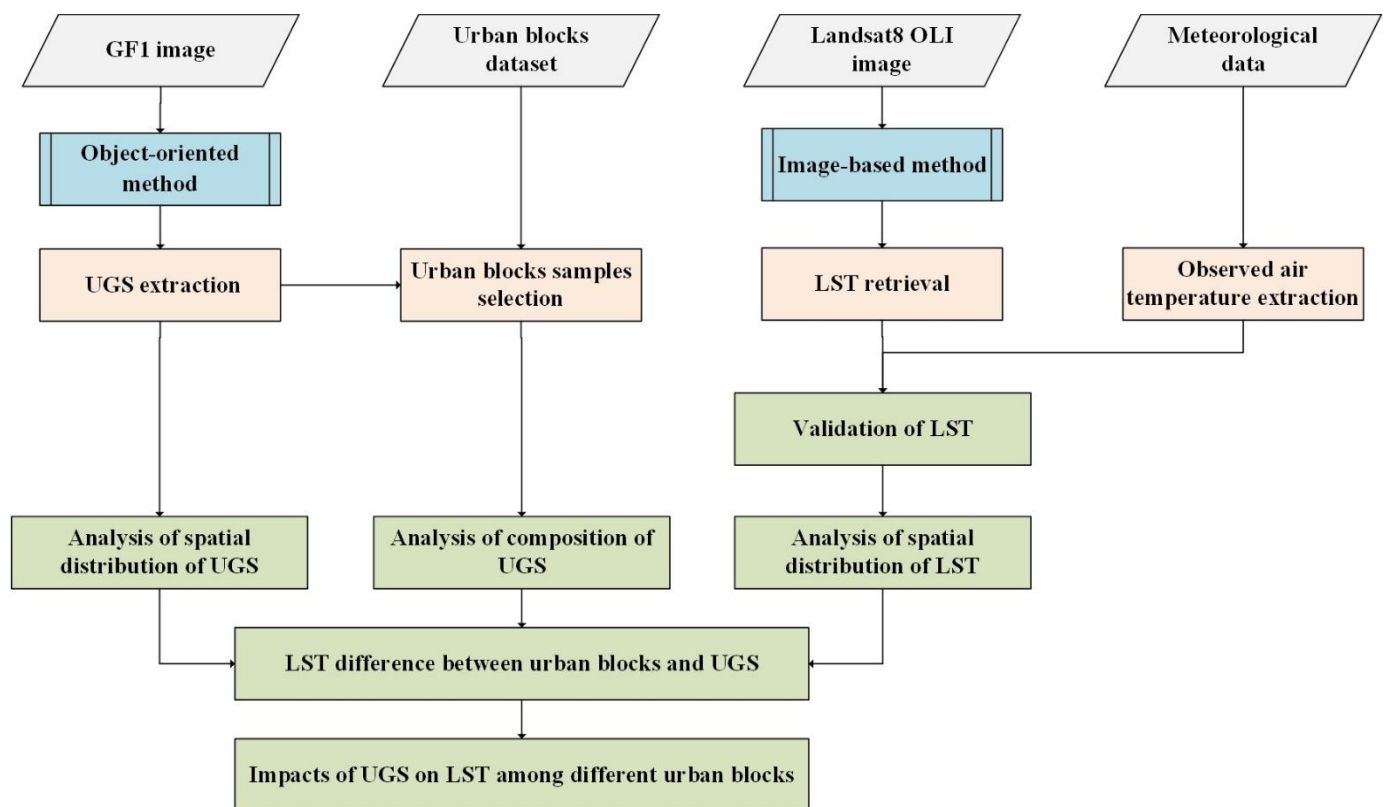 GF1 image
Urban blocks
dataset
Landsat8 OLI
image
Meteorological
data
Object-oriented
method
Image-based method
UGS extraction
Urban blocks samples
selection
LST retrieval
Observed air
temperature extraction
Validation of LST
Analysis of spatial
distribution of UGS
Analysis of composition of
UGS
Analysis of spatial
distribution of LST
LST difference between urban blocks and UGS
Impacts of UGS on LST among different urban blocks